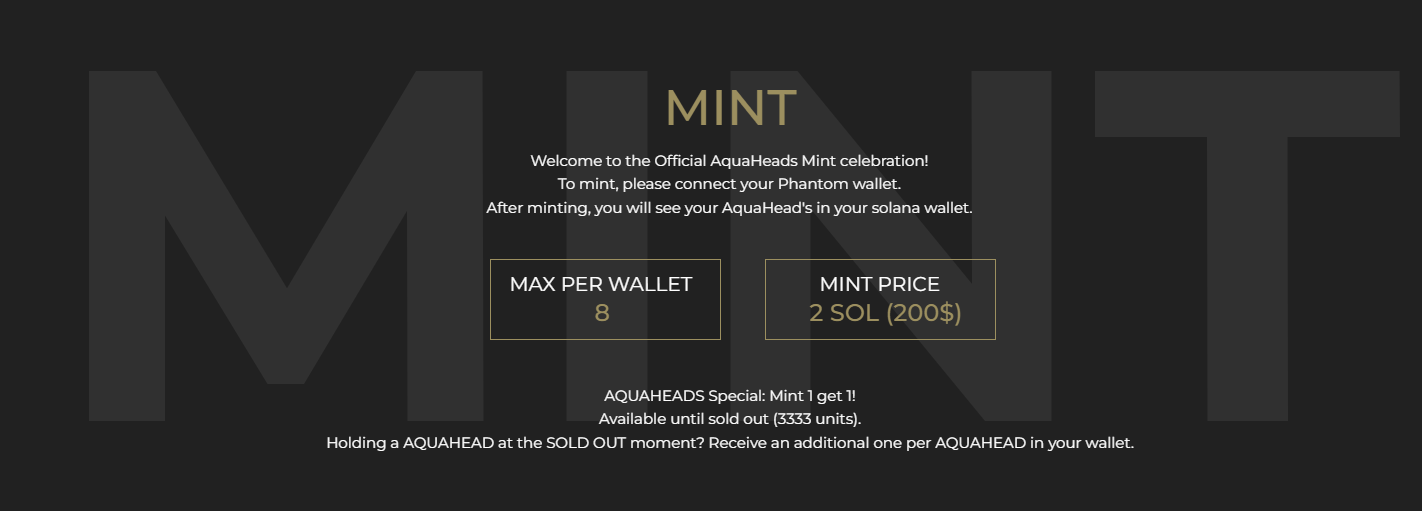 MINT
MINT
Welcome to the Official AquaHeads Mint celebration!
To mint, please connect your Phantom wallet.
After minting, you will see your AquaHead's in your solana wallet.
MAX PER WALLET
8
MINT PRICE
2 SOL (200$)
AQUAHEADS Special: Mint 1 get 1!
Available until sold out (3333 units).
Holding a AQUAHEAD at the SOLD OUT moment? Receive an additional one per AQUAHEAD in your wallet.